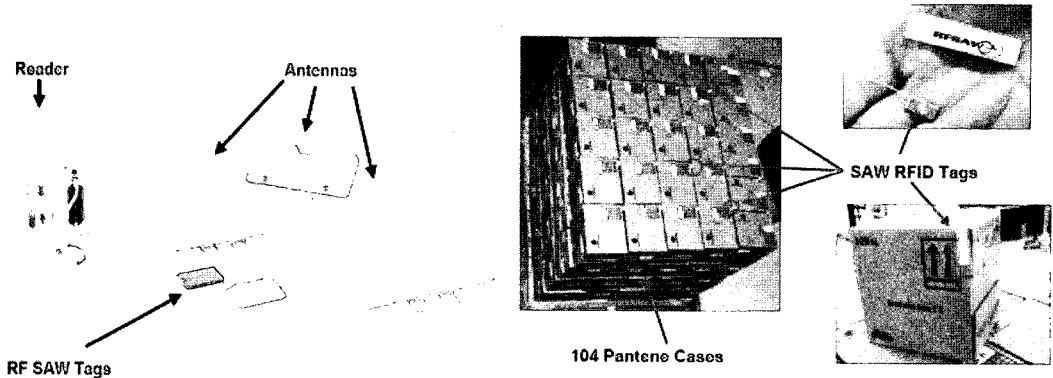 Reader
Antennas
RF SAW Tags
RFSAW
SAW RFID Tags
104 Pantene Cases